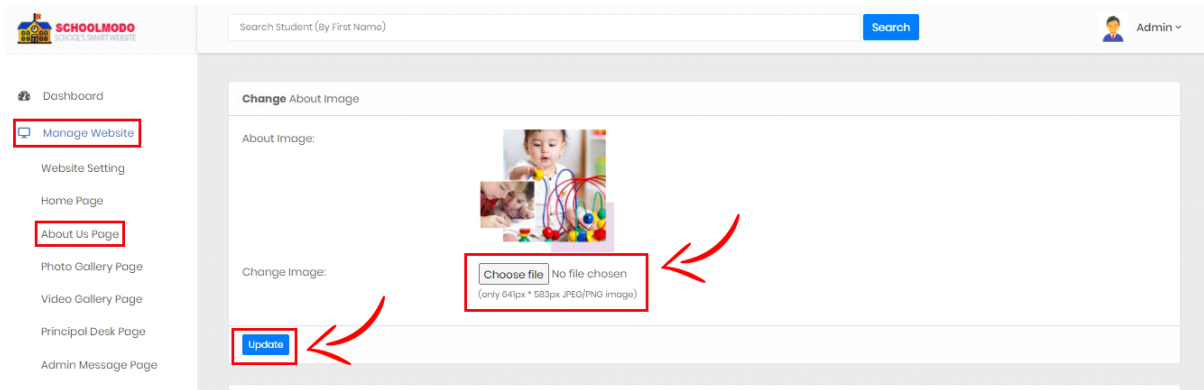 SCHOOLMODO
SCHOOL'S SMART WEBSITE
Search Student (By First Name)
Search
Admin
Dashboard
Manage Website
Website Setting
Home Page
About Us Page
Photo Gallery Page
Video Gallery Page
Principal Desk Page
Admin Message Page
Change About Image
About Image:
Change Image:
Choose file No file chosen
(only 641px * 583px JPEG/PNG image)
Update